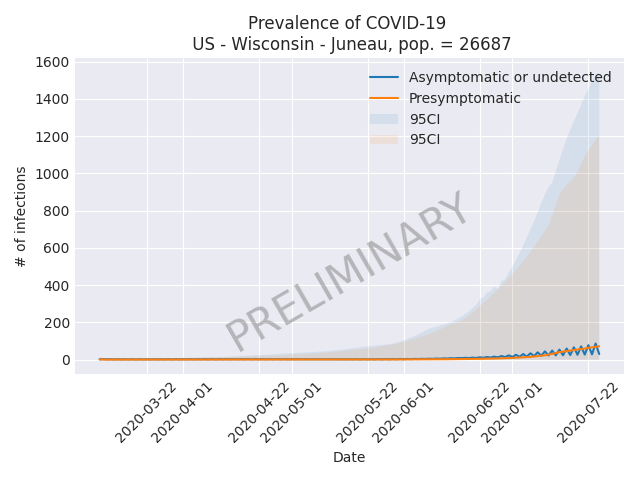 Prevalence of COVID-19
US - Wisconsin - Juneau, pop. = 26687
1600
1400
1200
1000
800
600
400
200
0
# of infections
Asymptomatic or undetected
Presymptomatic
95CI
95CI
PRELIMINARY
2020-03-22
2020-04-01
2020-04-22
2020-05-01
2020-05-22
2020-06-01
2020-06-22
2020-07-01
2020-07-22
Date